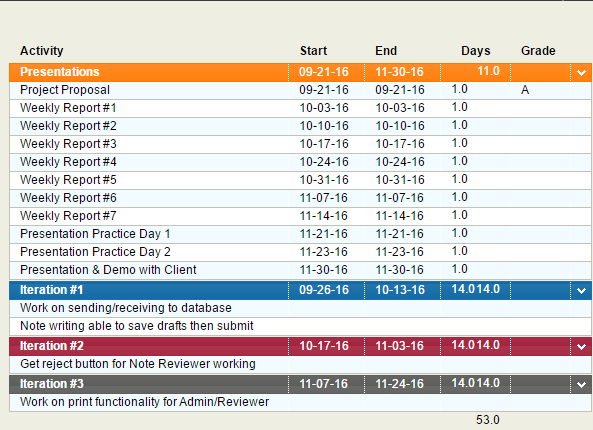 Activity Start End Days Grade
Presentations 09-21-16 11-30-16 11.0
Project Proposal 09-21-16 09-21-16 1.0 A
Weekly Report #1 10-03-16 10-03-16 1.0
Weekly Report #2 10-10-16 10-10-16 1.0
Weekly Report #3 10-17-16 10-17-16 1.0
Weekly Report #4 10-24-16 10-24-16 1.0
Weekly Report #5 10-31-16 10-31-16 1.0
Weekly Report #6 11-07-16 11-07-16 1.0
Weekly Report #7 11-14-16 11-14-16 1.0
Presentation Practice Day 1 11-21-16 11-21-16 1.0
Presentation Practice Day 2 11-23-16 11-23-16 1.0
Presentation & Demo with Client 11-30-16 11-30-16 1.0
Iteration #1 09-26-16 10-13-16 14.014.0
Work on sending/receiving to database
Note writing able to save drafts then submit
Iteration #2 10-17-16 11-03-16 14.014.0
Get reject button for Note Reviewer working
Iteration #3 11-07-16 11-24-16 14.014.0
Work on print functionality for Admin/Reviewer
53.0